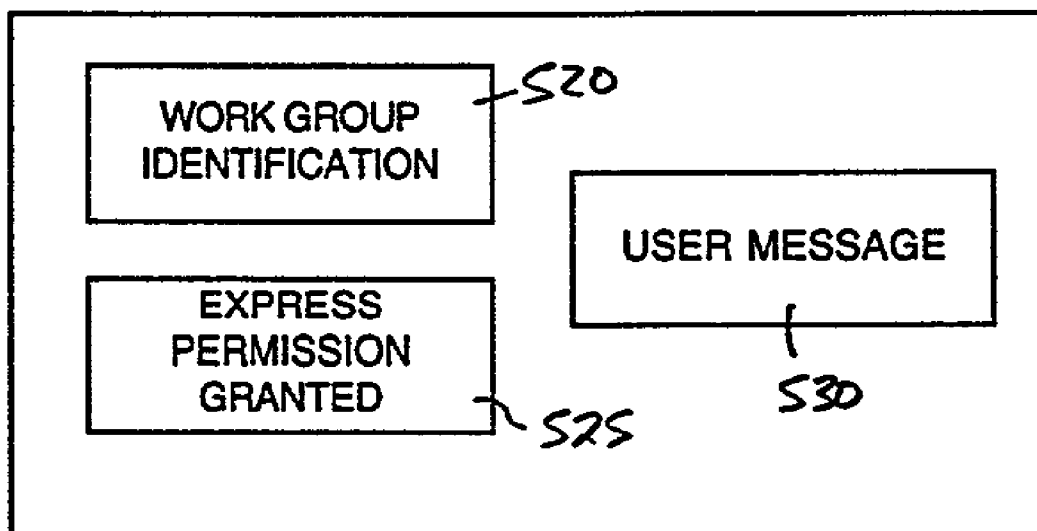 WORK GROUP
IDENTIFICATION
520
USER MESSAGE
530
EXPRESS
PERMISSION
GRANTED
525